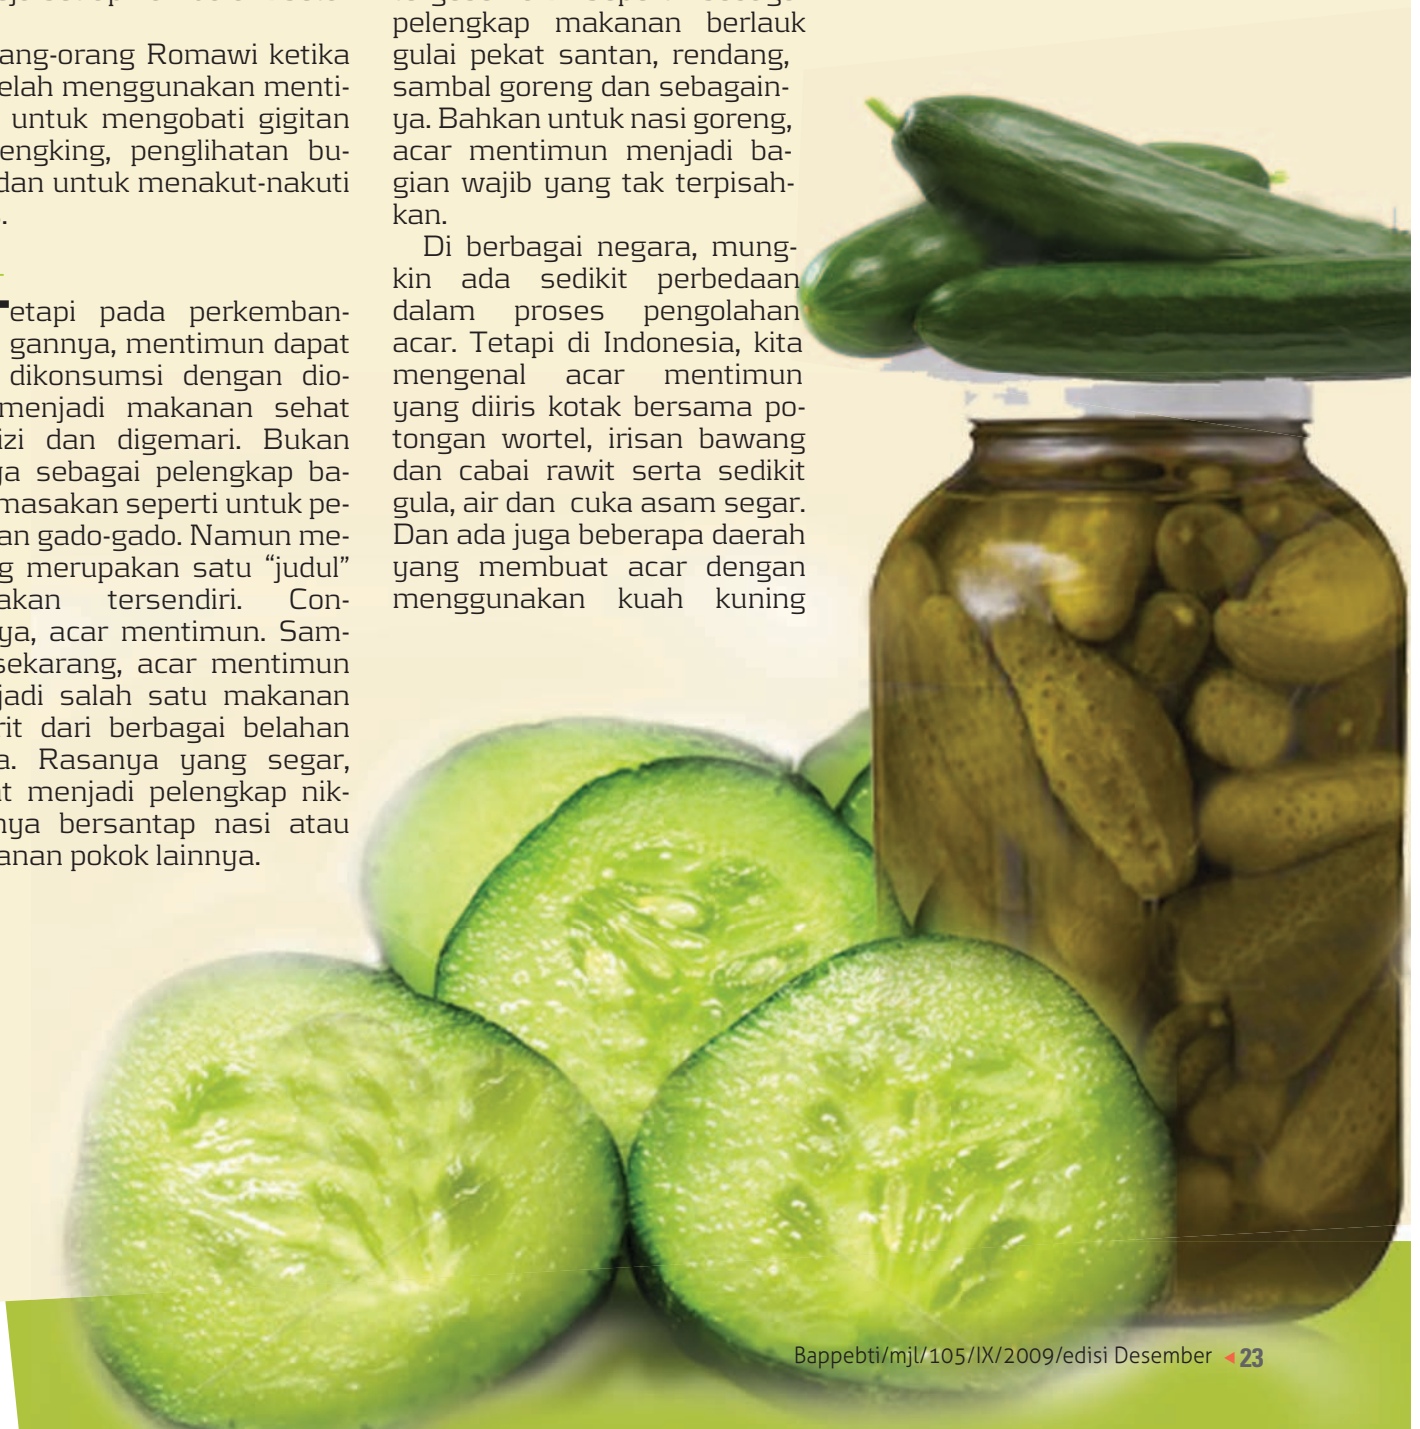 ang-orang Romawi ketika
elah menggunakan menti-
untuk mengobati gigitan
engking, penglihatan bu-
dan untuk menakut-nakuti
etapi pada perkemban-
gannya, mentimun dapat
dikonsumsi dengan dio-
menjadi makanan sehat
izi dan digemari. Bukan
ya sebagai pelengkap ba-
masakan seperti untuk pe-
an gado-gado. Namun me-
g merupakan satu “judul”
akan tersendiri. Con-
ya, acar mentimun. Sam-
sekarang, acar mentimun
jadi salah satu makanan
rit dari berbagai belahan
a. Rasanya yang segar,
t menjadi pelengkap nik-
nya bersantap nasi atau
anan pokok lainnya.
pelengkap makanan berlauk
gulai pekat santan, rendang,
sambal goreng dan sebagain-
ya. Bahkan untuk nasi goreng,
acar mentimun menjadi ba-
gian wajib yang tak terpisah-
kan.
Di berbagai negara, mung-
kin ada sedikit perbedaan
dalam proses pengolahan
acar. Tetapi di Indonesia, kita
mengenal acar mentimun
yang diiris kotak bersama po-
tongan wortel, irisan bawang
dan cabai rawit serta sedikit
gula, air dan cuka asam segar.
Dan ada juga beberapa daerah
yang membuat acar dengan
menggunakan kuah kuning
Bappebti/mjl/105/IX/2009/edisi Desember 23